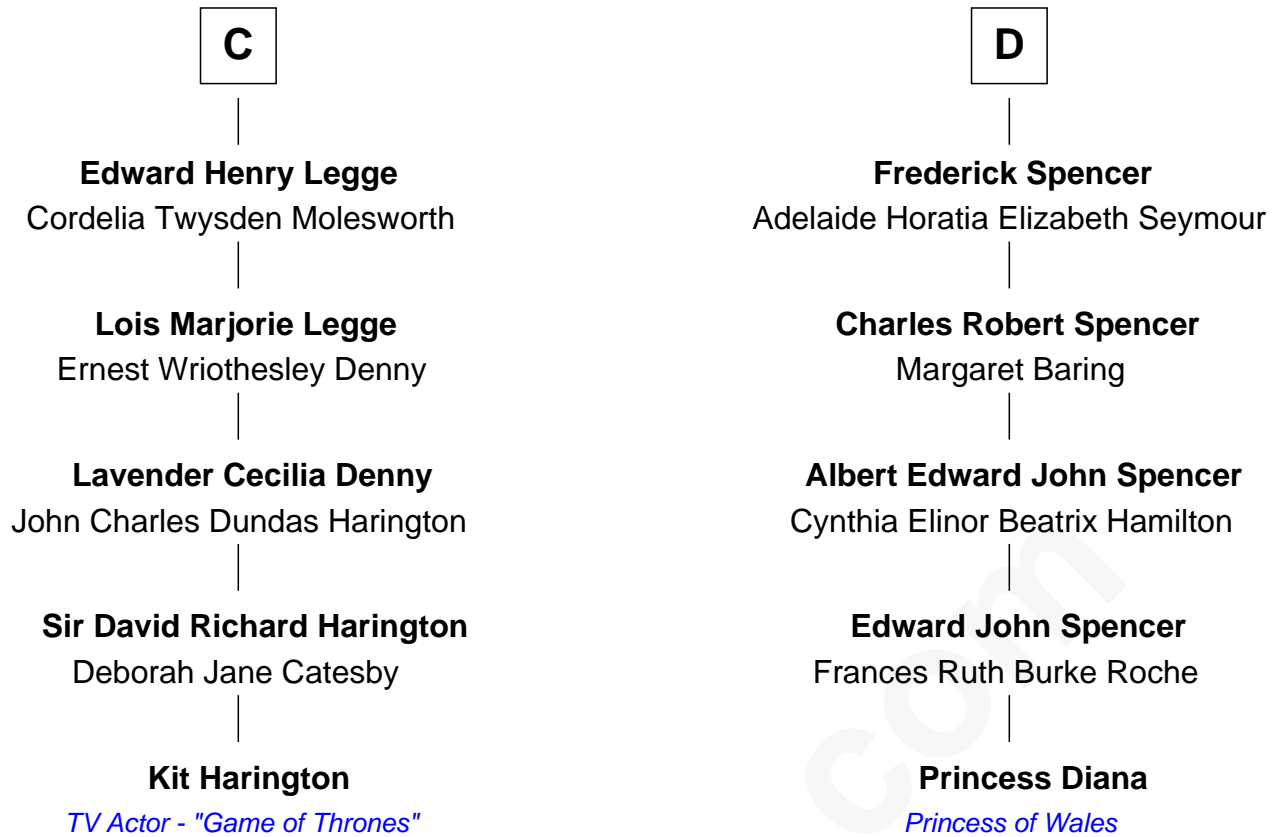 C
Edward Henry Legge
Cordelia Twysden Molesworth
Lois Marjorie Legge
Ernest Wriothesley Denny
Lavender Cecilia Denny
John Charles Dundas Harington
Sir David Richard Harington
Deborah Jane Catesby
Kit Harington
TV Actor - "Game of Thrones"
D
Frederick Spencer
Adelaide Horatia Elizabeth Seymour
Charles Robert Spencer
Margaret Baring
Albert Edward John Spencer
Cynthia Elinor Beatrix Hamilton
Edward John Spencer
Frances Ruth Burke Roche
Princess Diana
Princess of Wales
com